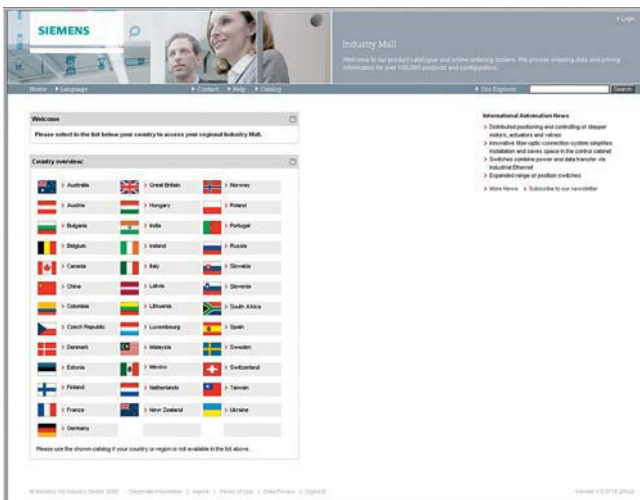 SIEMENS
Login
Industry Mall
Welcome to our product catalogue and online ordering system. We provide ordering data and pricing
information for over 100,000 products and configurators.
Home Language Contact Help Catalog Site Explorer Search
Welcome
Please select in the list below your country to access your regional Industry Mall.
Country overview:
Australia Great Britain Norway
Austria Hungary Poland
Bulgaria India Portugal
Belgium Ireland Russia
Canada Italy Slovakia
China Latvia Slovenia
Colombia Lithuania South Africa
Czech Republic Luxembourg Spain
Denmark Malaysia Sweden
Estonia Mexico Switzerland
Finland Netherlands Taiwan
France New Zealand Ukraine
Germany
Please use the shown catalog if your country or region is not available in the list above.
International Automation News
Distributed positioning and controlling of stepper
motors, actuators and valves
Innovative fiber-optic connection system simplifies
installation and saves space in the control cabinet
Switches combine power and data transfer via
Industrial Ethernet
Expanded range of position switches
More News Subscribe to our newsletter
© Siemens AG Industry Sector Corporate Information | Imprint | Terms of Use | Data Privacy | Digital ID